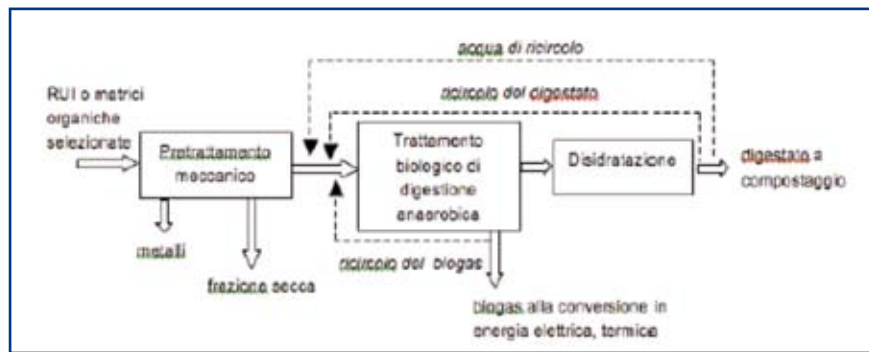 acqua di ricircolo
RUI o matrici
organiche
selezionate
ricircolo del digestato
Pretrattamento
meccanico
Trattamento
biologico di
digestione
anaerobica
Disidratazione
digestato a
compostaggio
metalli
frazione secca
ricircolo del biogas
biogas alla conversione in
energia elettrica, termica